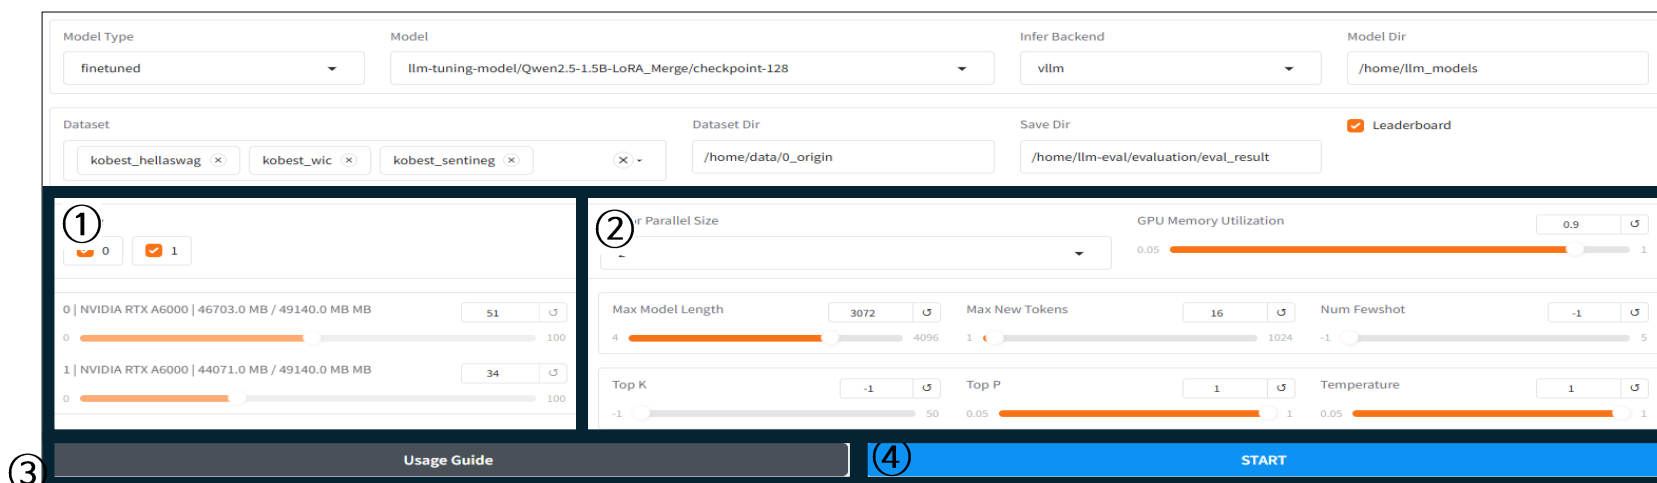 Model Type Model Infer Backend Model Dir
finetuned llm-tuning-model/Qwen2.5-1.5B-LoRA_Merge/checkpoint-128 vllm /home/llm_models
Dataset Dataset Dir Save Dir Leaderboard
kobest_hellaswag kobest_wic kobest_sentineg /home/data/0_origin /home/llm-eval/evaluation/eval_result
①
0 1
0 | NVIDIA RTX A6000 | 46703.0 MB / 49140.0 MB MB 51
0 100
1 | NVIDIA RTX A6000 | 44071.0 MB / 49140.0 MB MB 34
0 100
② Parallel Size GPU Memory Utilization 0.9
0.05 1
Max Model Length 3072 Max New Tokens 16 Num Fewshot -1
4 4096 1 1024 -1 5
Top K -1 Top P 1 Temperature 1
-1 50 0.05 1 0.05 1
③ Usage Guide ④ START